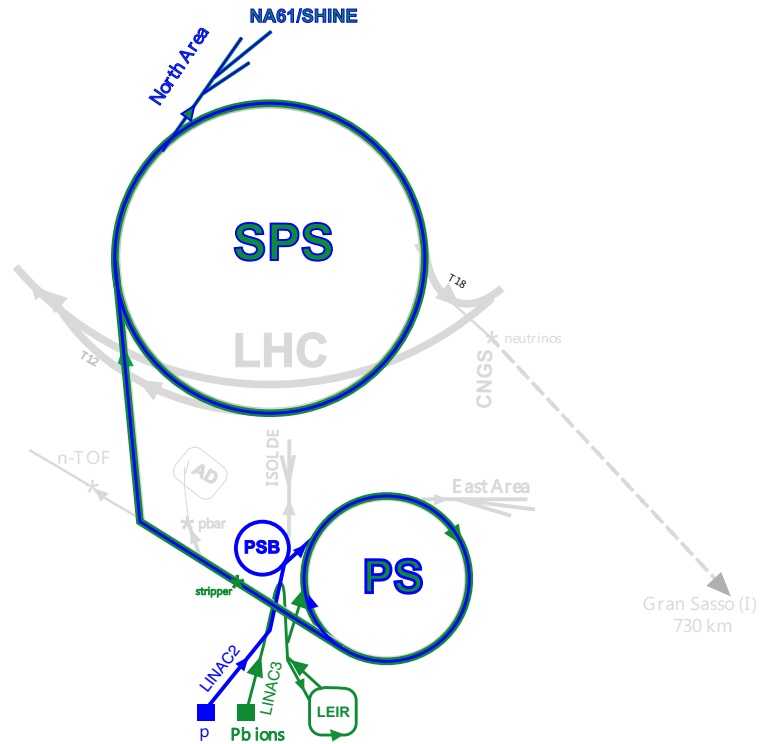 NA61/SHINE
North Area
SPS
T18
LHC
neutrinos
T12
CNGS
ISOLDE
n-TOF
AD
East Area
pbar
PSB
PS
stripper
Gran Sasso (I)
730 km
LINAC2
LINAC3
LEIR
p
Pb ions